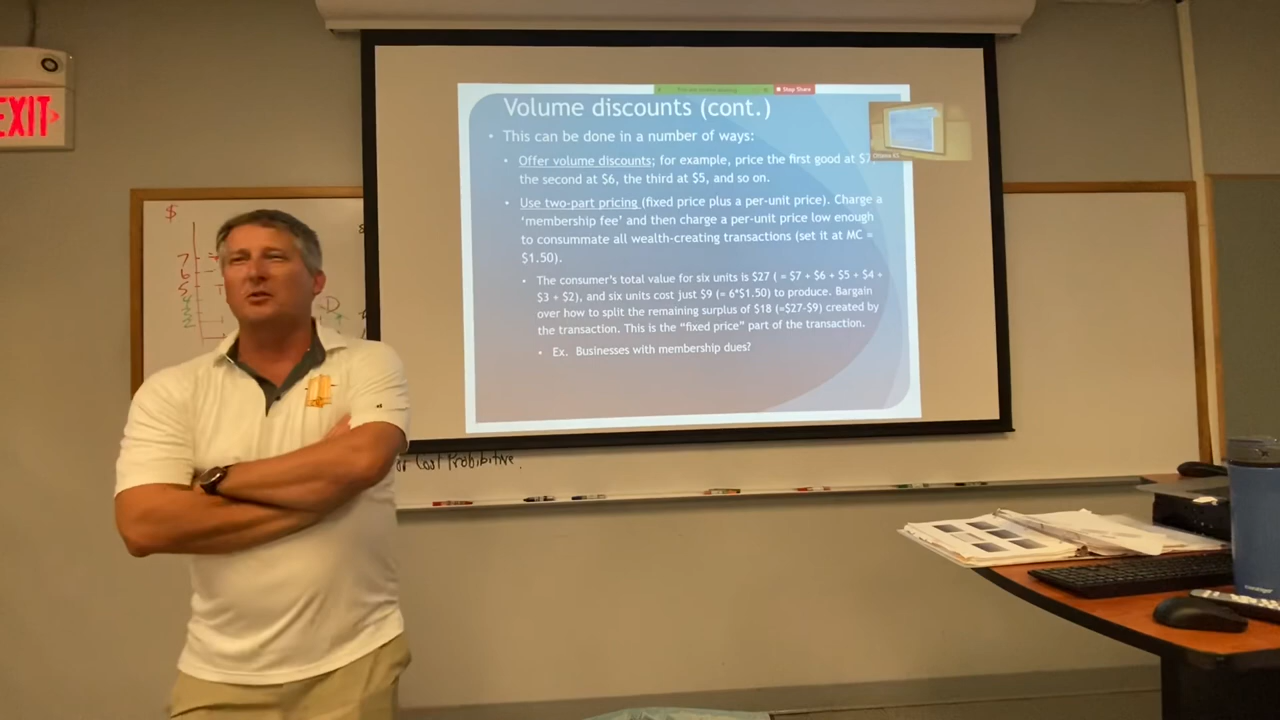 EXIT
Stop Share
Volume discounts (cont.)
• This can be done in a number of ways:
• Offer volume discounts; for example, price the first good at $7,
the second at $6, the third at $5, and so on.
• Use two-part pricing (fixed price plus a per-unit price). Charge a
‘membership fee’ and then charge a per-unit price low enough
to consummate all wealth-creating transactions (set it at MC =
$1.50).
• The consumer's total value for six units is $27 ( = $7 + $6 + $5 + $4 +
$3 + $2), and six units cost just $9 (= 6*$1.50) to produce. Bargain
over how to split the remaining surplus of $18 (=$27-$9) created by
the transaction. This is the “fixed price” part of the transaction.
• Ex. Businesses with membership dues?
$
7
6
5
D
or Cost Prohibitive.